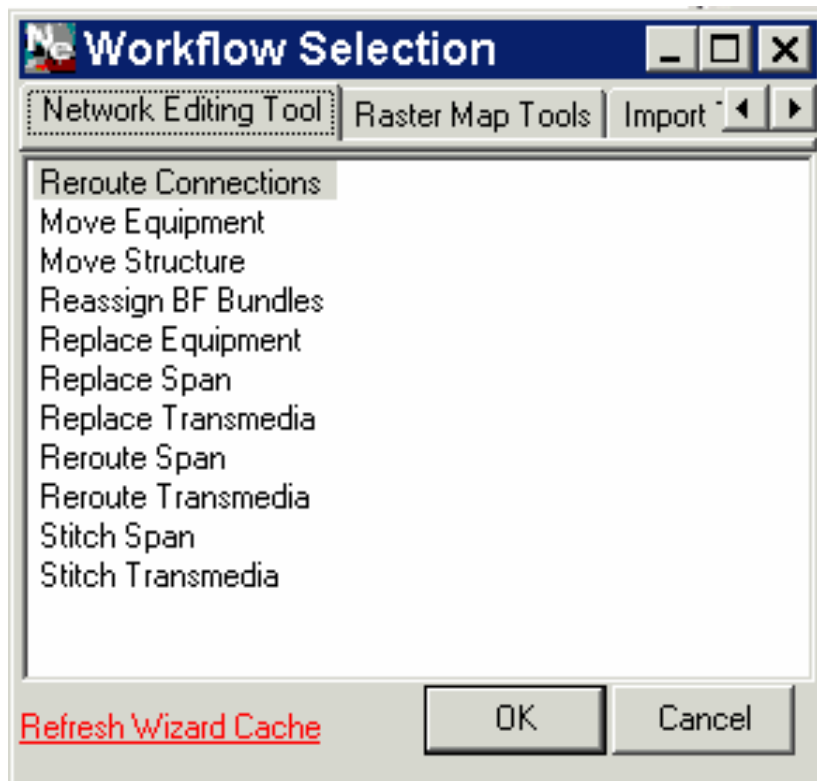 Workflow Selection
Network Editing Tool Raster Map Tools Import
Reroute Connections
Move Equipment
Move Structure
Reassign BF Bundles
Replace Equipment
Replace Span
Replace Transmedia
Reroute Span
Reroute Transmedia
Stitch Span
Stitch Transmedia
Refresh Wizard Cache OK Cancel